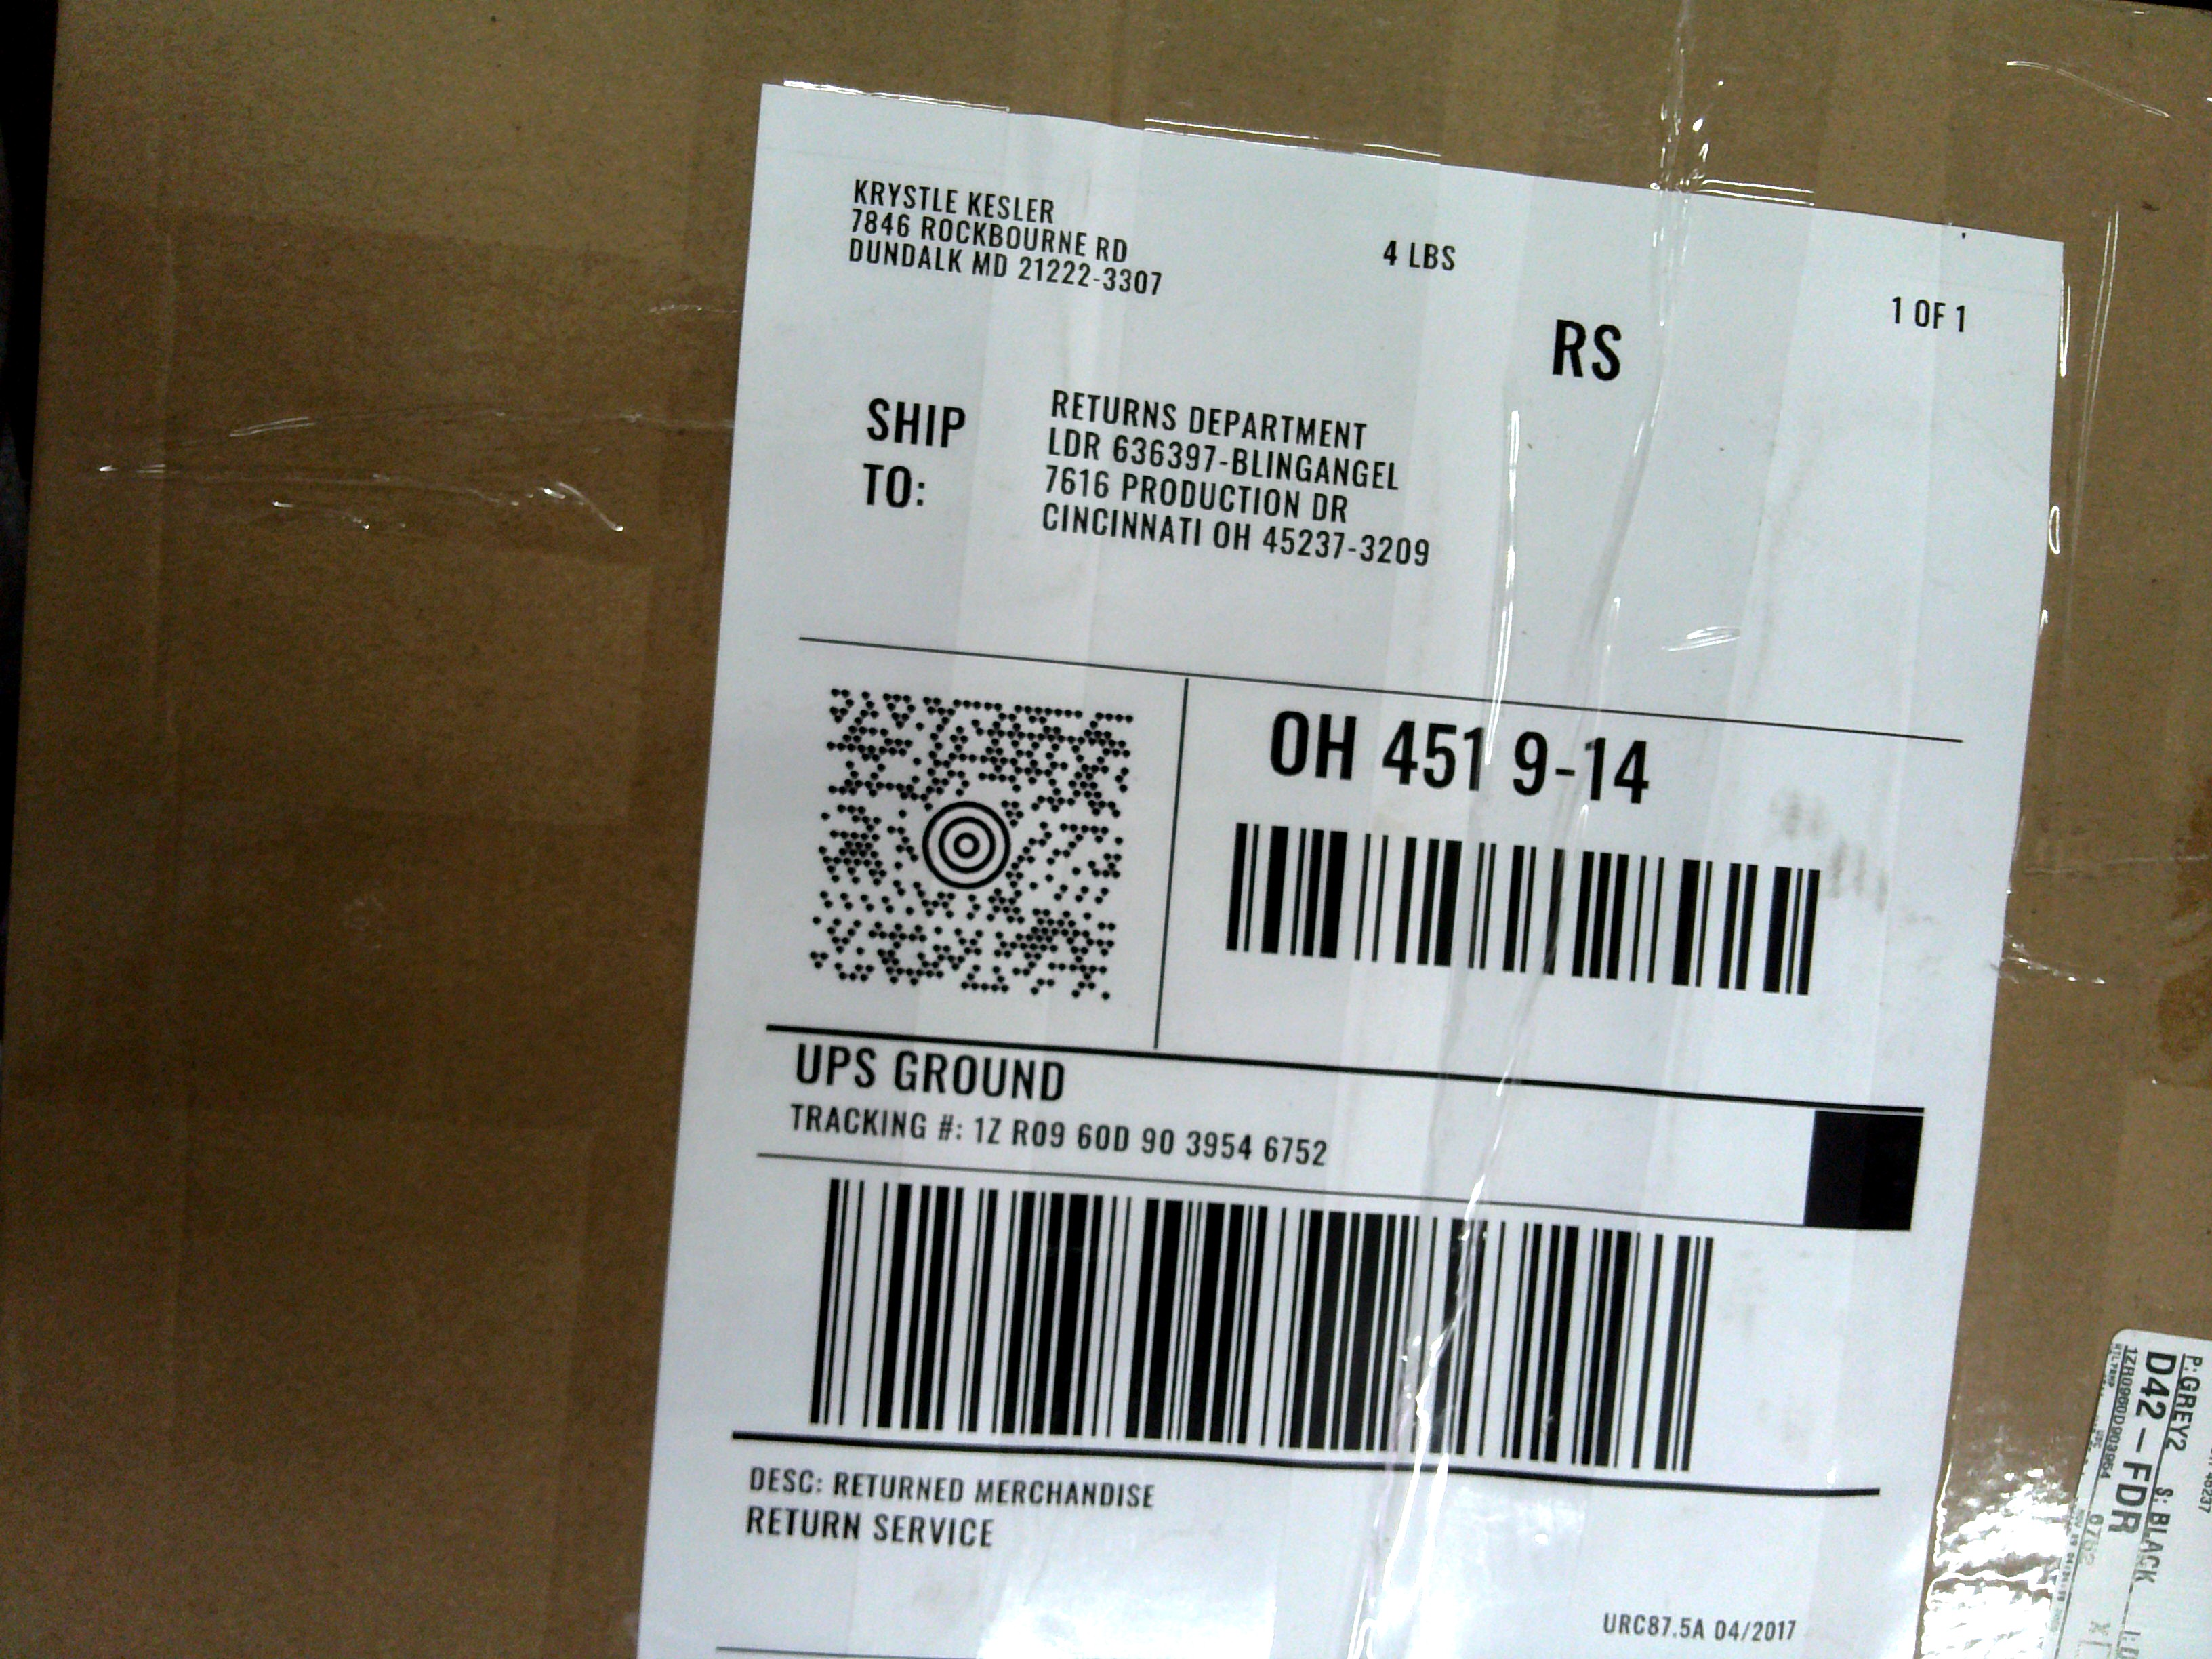 KRYSTLE KESLER
7846 ROCKBOURNE RD
DUNDALK MD 21222-3307
4 LBS
1 OF 1
RS
SHIP TO:
RETURNS DEPARTMENT
LDR 636397-BLINGANGEL
7616 PRODUCTION DR
CINCINNATI OH 45237-3209
OH 451 9-14
UPS GROUND
TRACKING #: 1Z R09 60D 90 3954 6752
DESC: RETURNED MERCHANDISE
RETURN SERVICE
URC87.5A 04/2017
P:GREY2 S:BLACK
D42-FDR